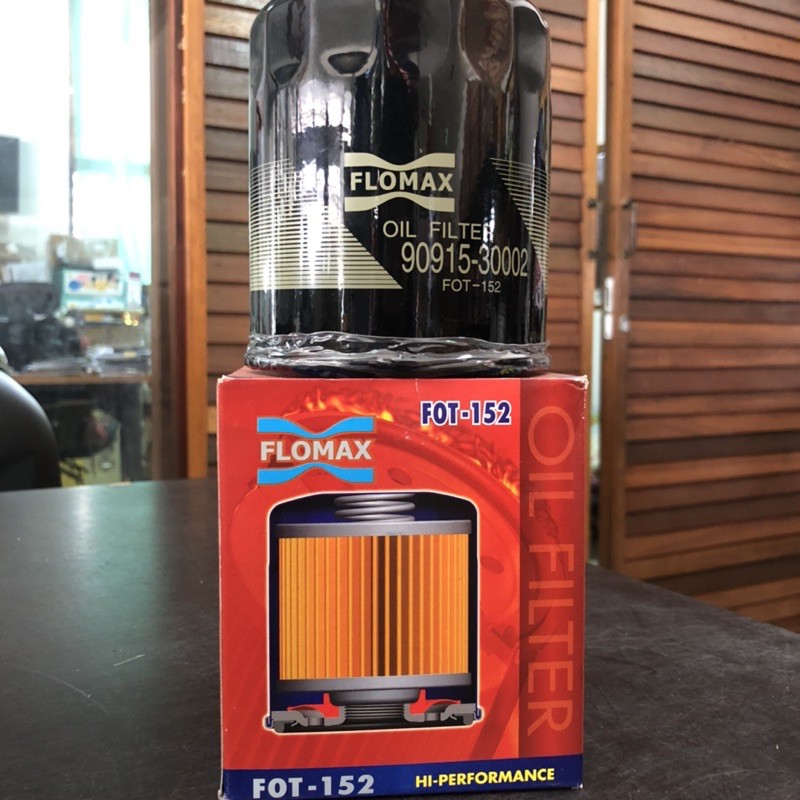 FLOMAX
OIL FILTER
90915-30002
FOT-152
FOT-152
FLOMAX
OIL FILTER
FOT-152
HI-PERFORMANCE